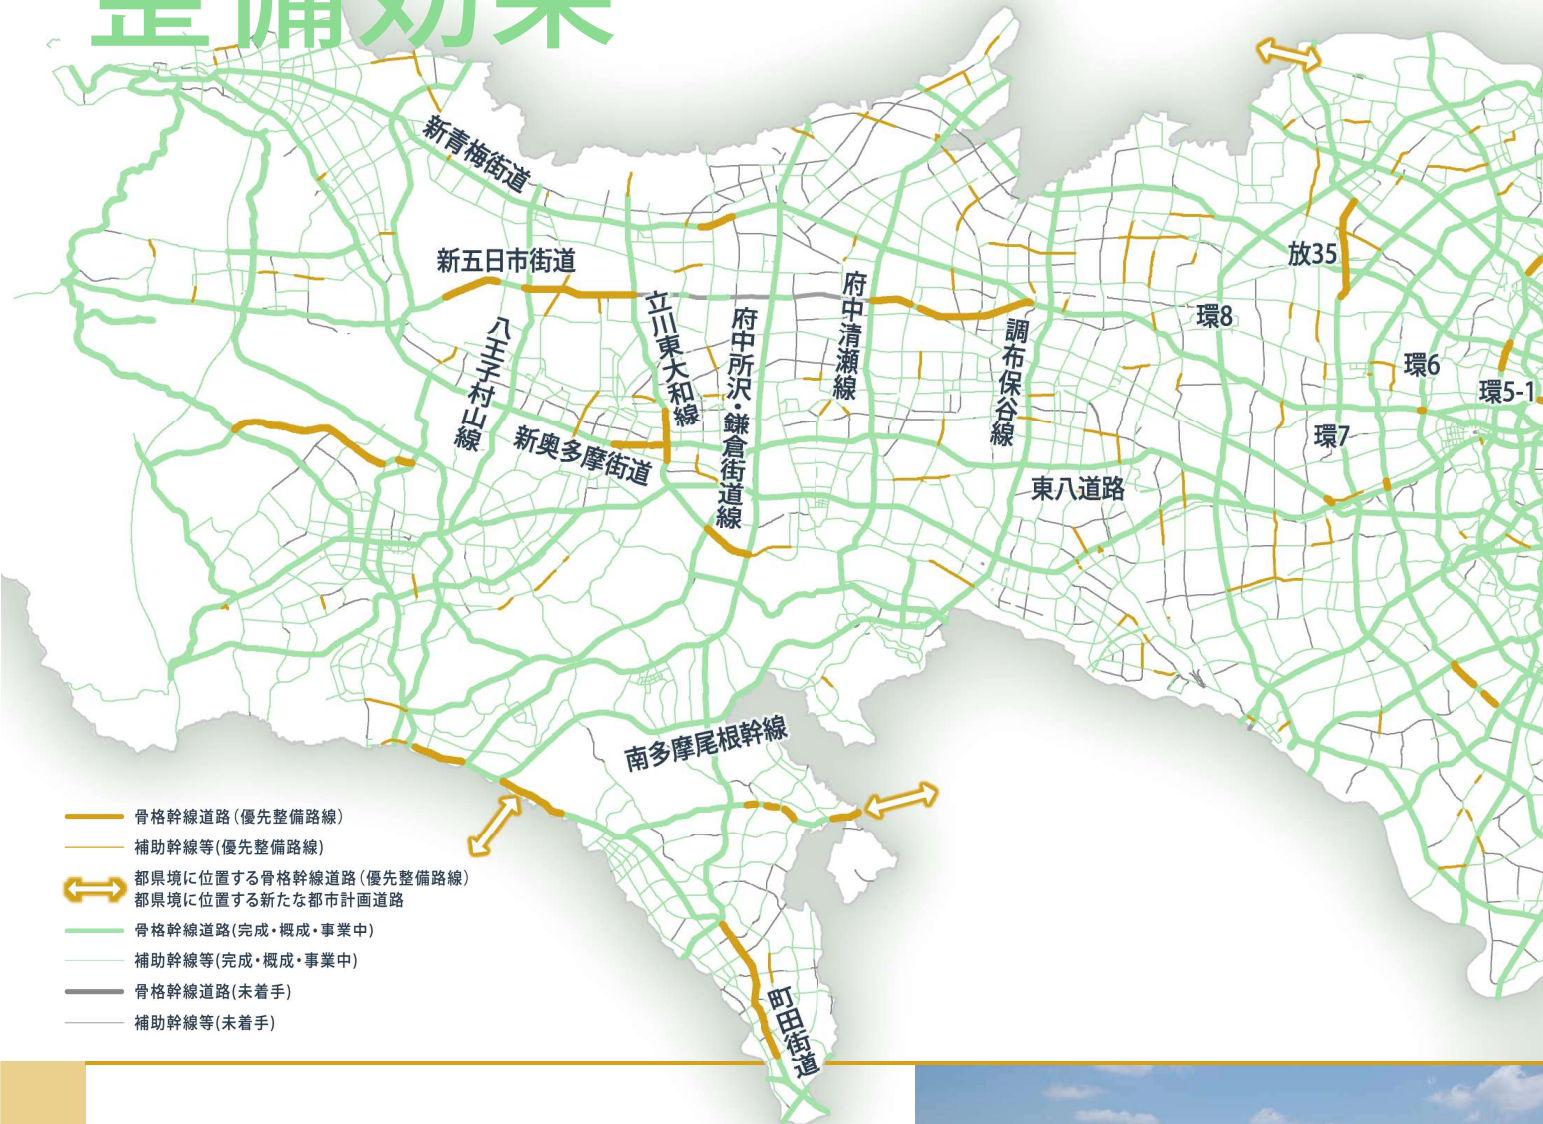 整備効果
新青梅街道
新五日市街道
八王子村山線
新奥多摩街道
立川東大和線
府中所沢・鎌倉街道線
府中清瀬線
調布保谷線
東八道路
放35
環8
環6
環5-1
環7
南多摩尾根幹線
町田街道
骨格幹線道路(優先整備路線)
補助幹線等(優先整備路線)
都県境に位置する骨格幹線道路(優先整備路線)
都県境に位置する新たな都市計画道路
骨格幹線道路(完成・概成・事業中)
補助幹線等(完成・概成・事業中)
骨格幹線道路(未着手)
補助幹線等(未着手)